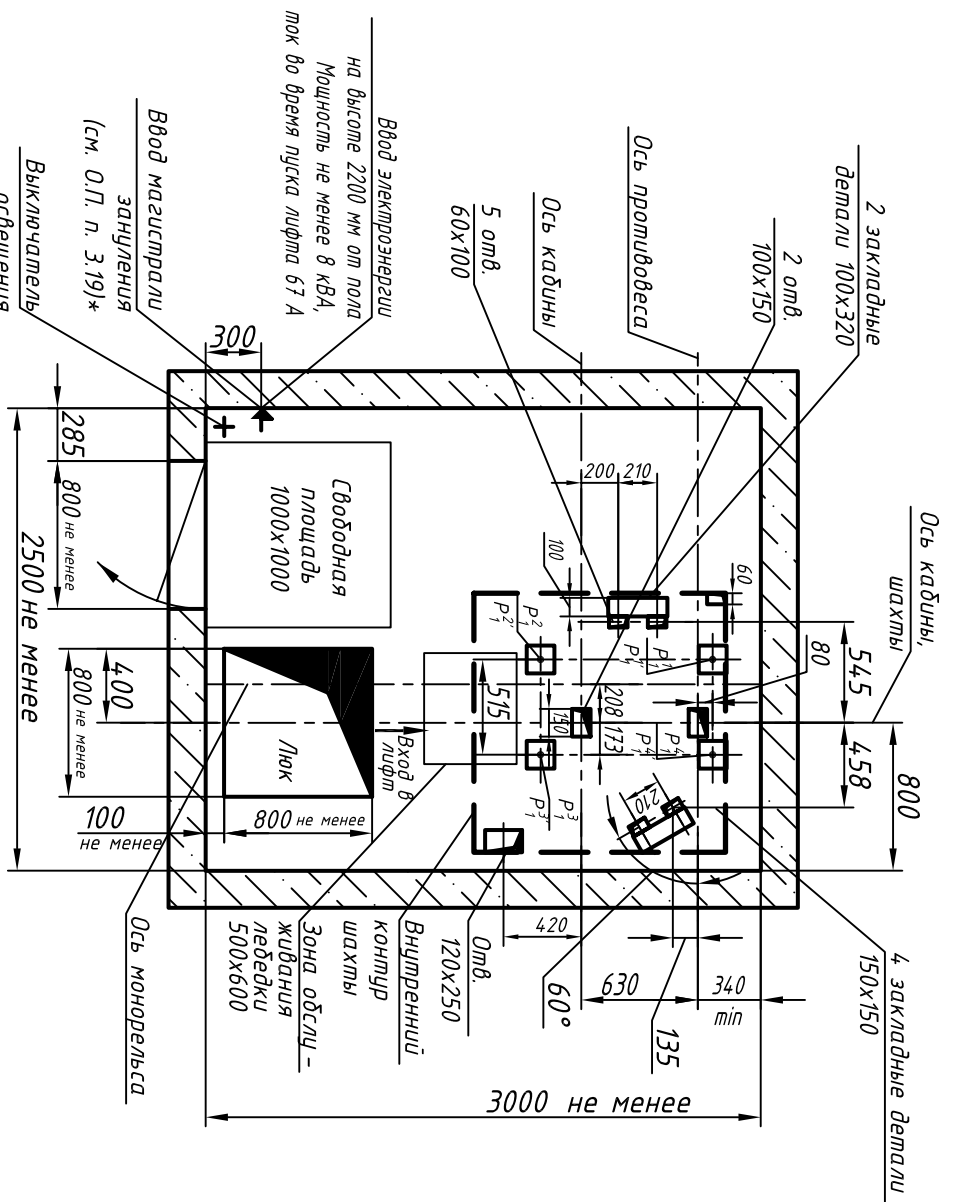 Ось кабины,
шахты
2 закладные
детали 100х320
2 отв.
100х150
Ось противовеса
Ось кабины
5 отв.
60х100
Ввод электроэнергии
на высоте 2200 мм от пола
Мощность не менее 8 кВА,
ток во время пуска лифта 67 А
Ввод магистрали
зануления
(см. О.П. п. 3.19)*
Выключатель
освещения
300
285
800 не менее
2500 не менее
Свободная
площадь
1000х1000
200
210
100
60
80
545
458
800
4 закладные детали
150х150
340
min
630
135
60°
420
3000 не менее
208
173
150
515
210
P₁²
P₁¹
P₁⁴
P₁³
Вход в
лифт
Люк
400
800 не менее
800 не менее
100
не менее
Отв.
120х250
Внутренний
контур
шахты
Зона обслу-
живания
лебедки
500х600
Ось монорельса